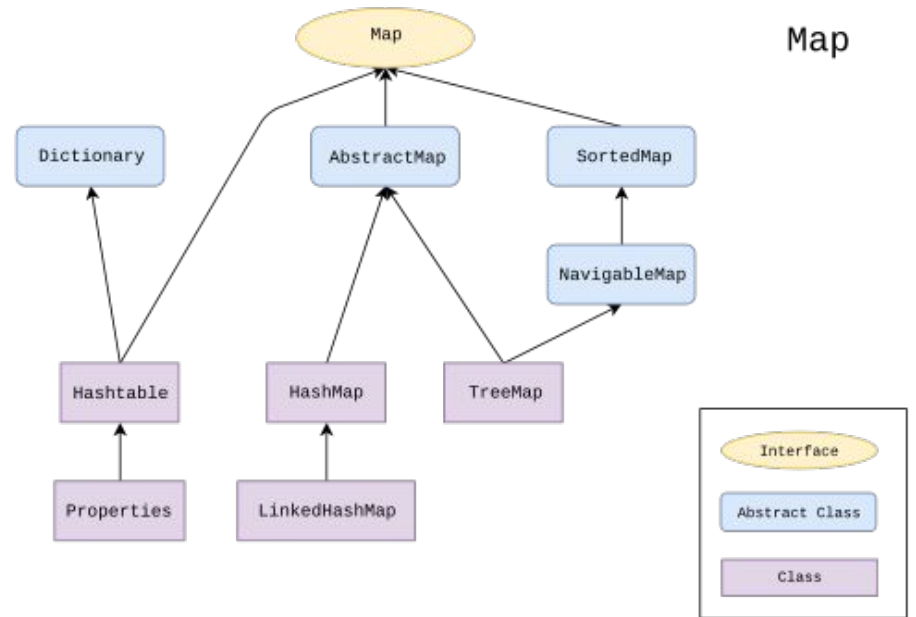 Map
Map
Dictionary
AbstractMap
SortedMap
NavigableMap
Hashtable
HashMap
TreeMap
Properties
LinkedHashMap
Interface
Abstract Class
Class